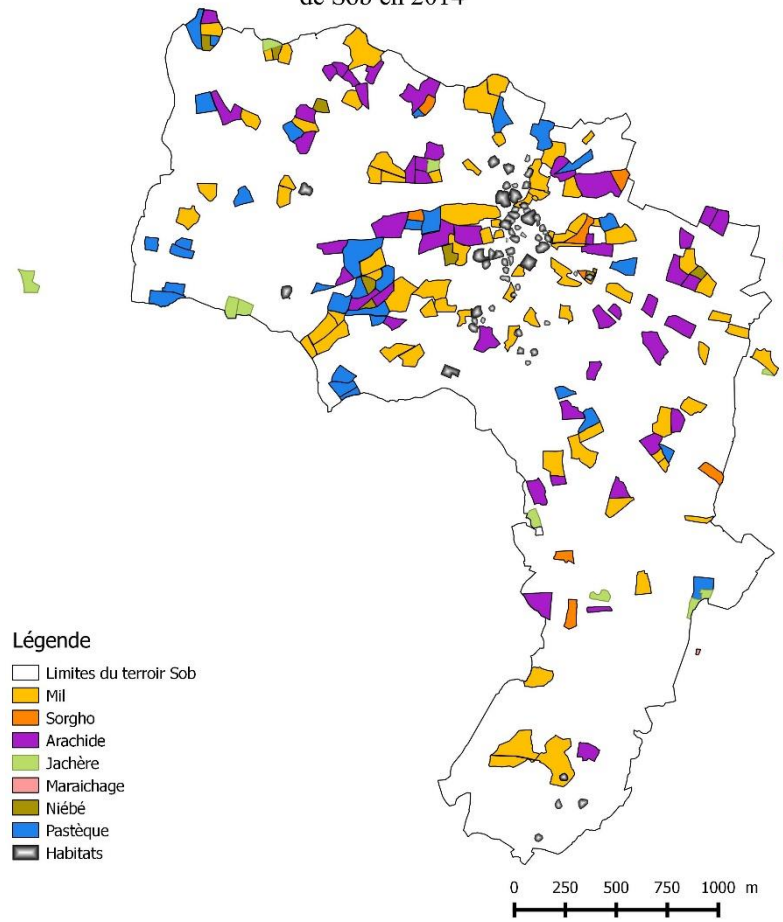 de Sob en 2014
Légende
Limites du terroir Sob
Mil
Sorgho
Arachide
Jachère
Maraichage
Niébé
Pastèque
Habitats
0 250 500 750 1000 m